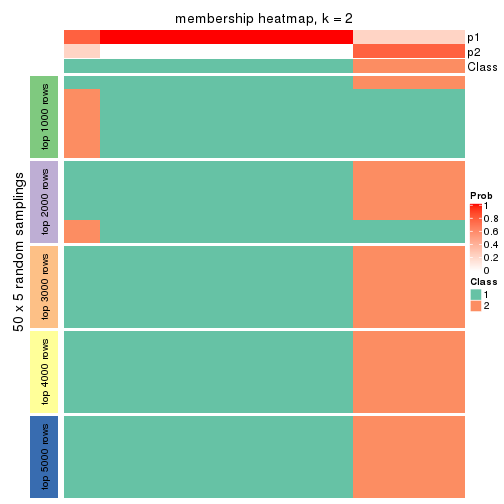 membership heatmap, k = 2
p1
p2
Class
50 x 5 random samplings
top 1000 rows
top 2000 rows
top 3000 rows
top 4000 rows
top 5000 rows
Prob
1
0.8
0.6
0.4
0.2
0
Class
1
2